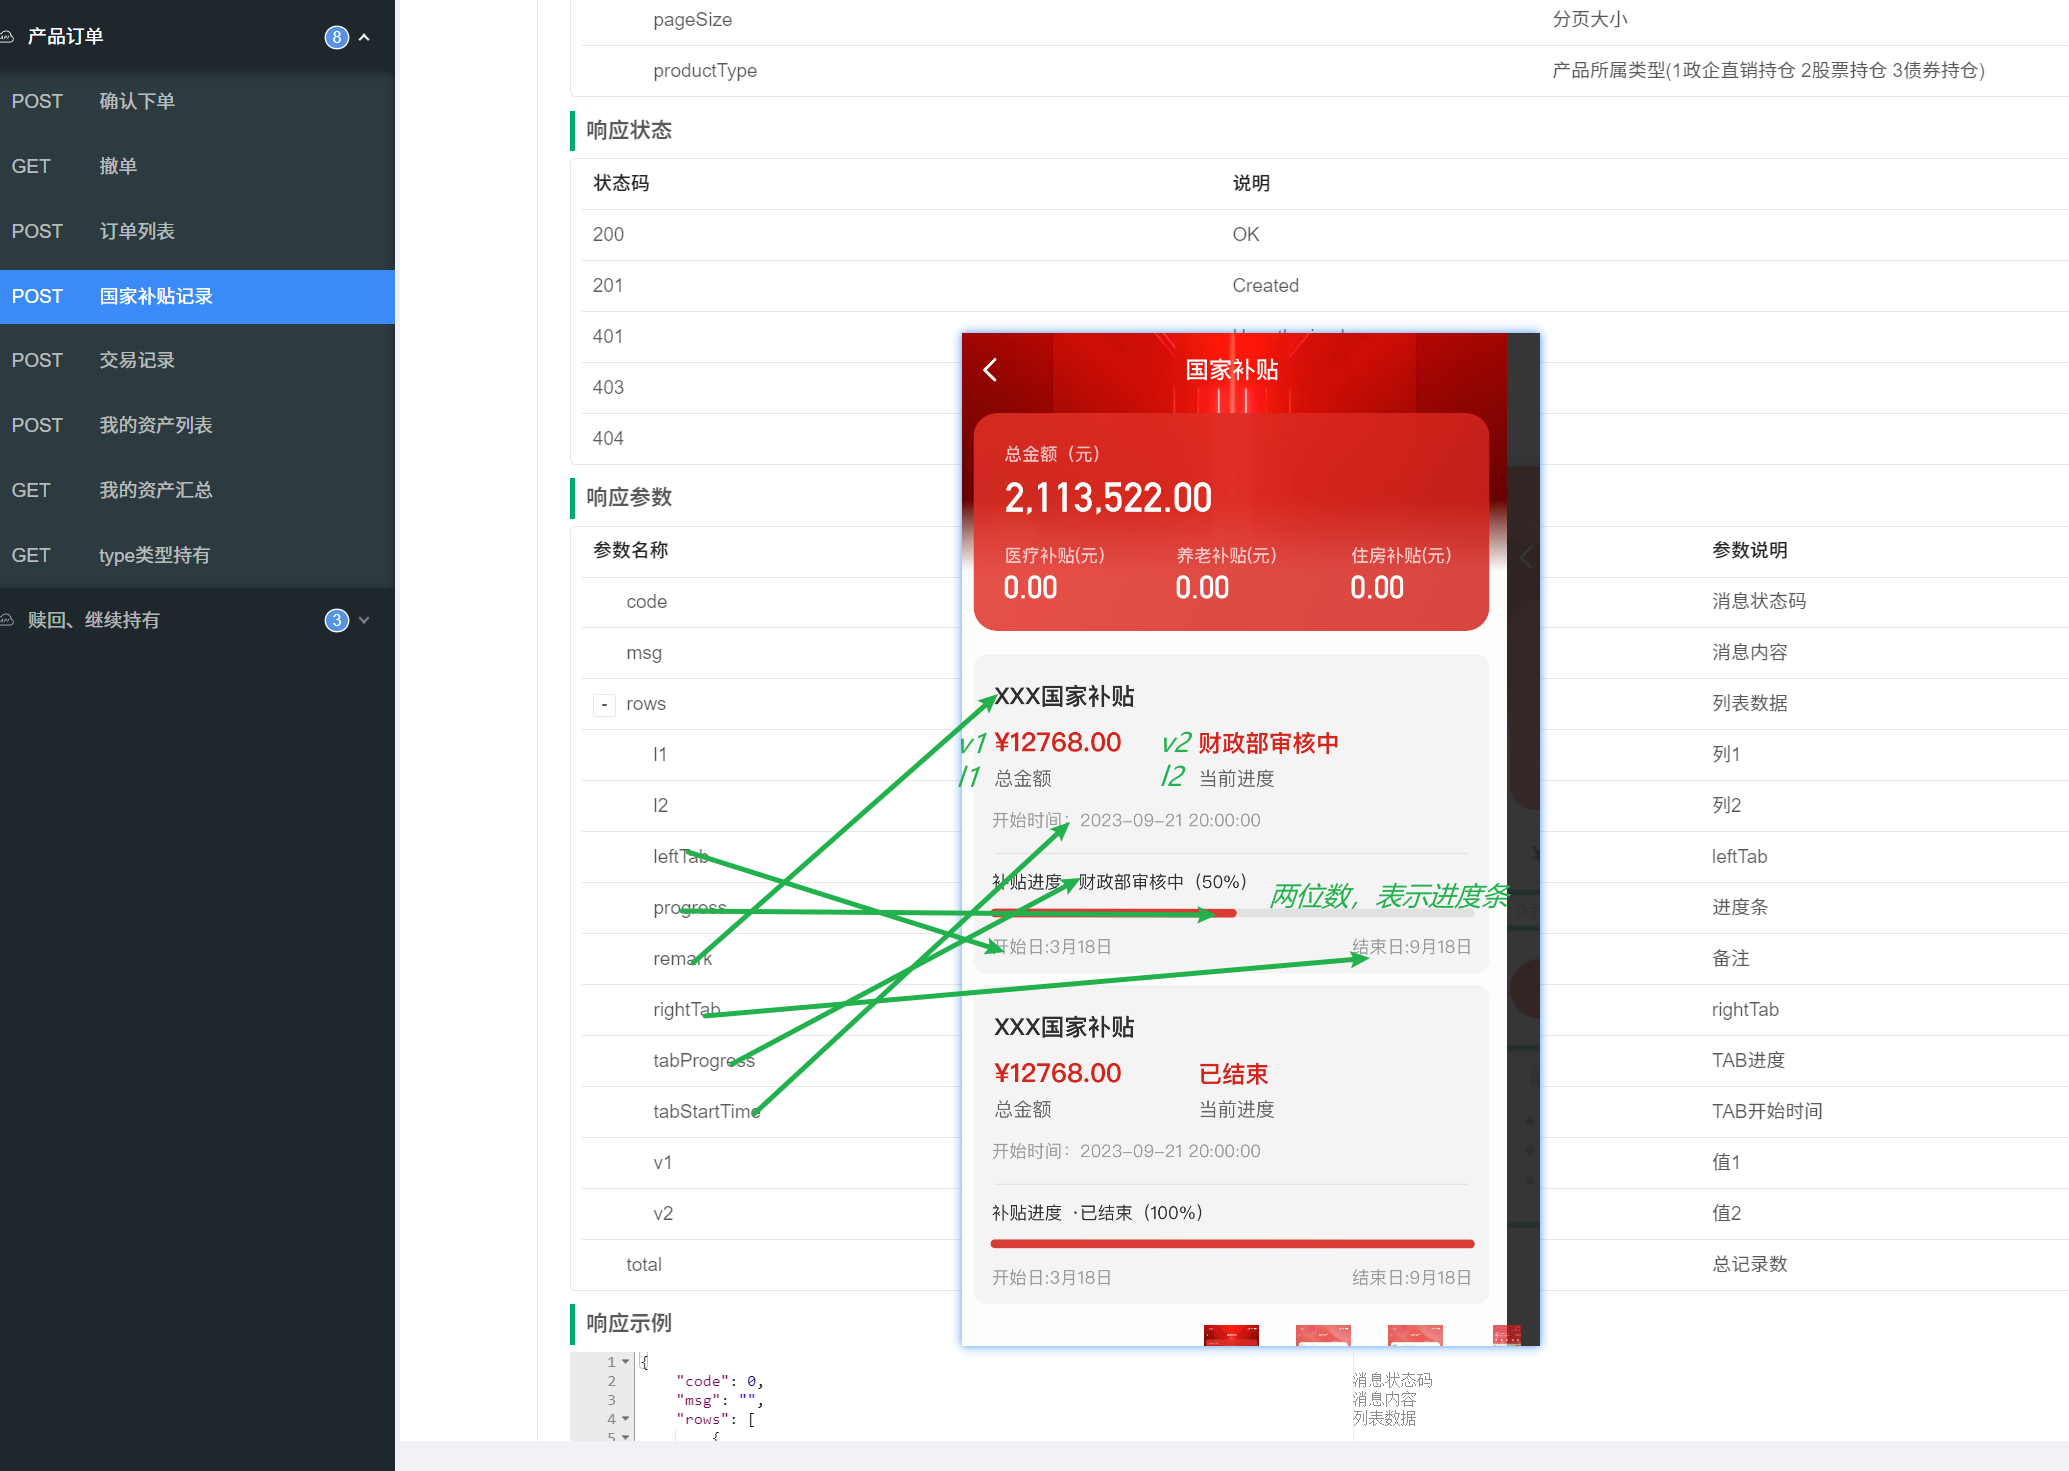 产品订单
8
POST 确认下单
GET 撤单
POST 订单列表
POST 国家补贴记录
POST 交易记录
POST 我的资产列表
GET 我的资产汇总
GET type类型持有
赎回、继续持有
3
pageSize 分页大小
productType 产品所属类型(1政企直销持仓 2股票持仓 3债券持仓)
响应状态
状态码 说明
200 OK
201 Created
401
403
404
响应参数
参数名称 参数说明
code 消息状态码
msg 消息内容
- rows 列表数据
l1 列1
l2 列2
leftTab leftTab
progress 进度条
remark 备注
rightTab rightTab
tabProgress TAB进度
tabStartTime TAB开始时间
v1 值1
v2 值2
total 总记录数
国家补贴
总金额（元）
2,113,522.00
医疗补贴(元) 养老补贴(元) 住房补贴(元)
0.00 0.00 0.00
XXX国家补贴
v1 ¥12768.00 v2 财政部审核中
l1 总金额 l2 当前进度
开始时间：2023-09-21 20:00:00
补贴进度 ·财政部审核中（50%）
两位数，表示进度条
开始日:3月18日 结束日:9月18日
XXX国家补贴
¥12768.00 已结束
总金额 当前进度
开始时间：2023-09-21 20:00:00
补贴进度 ·已结束（100%）
开始日:3月18日 结束日:9月18日
响应示例
1 {
2 "code": 0, 消息状态码
3 "msg": "", 消息内容
4 "rows": [ 列表数据
5 {